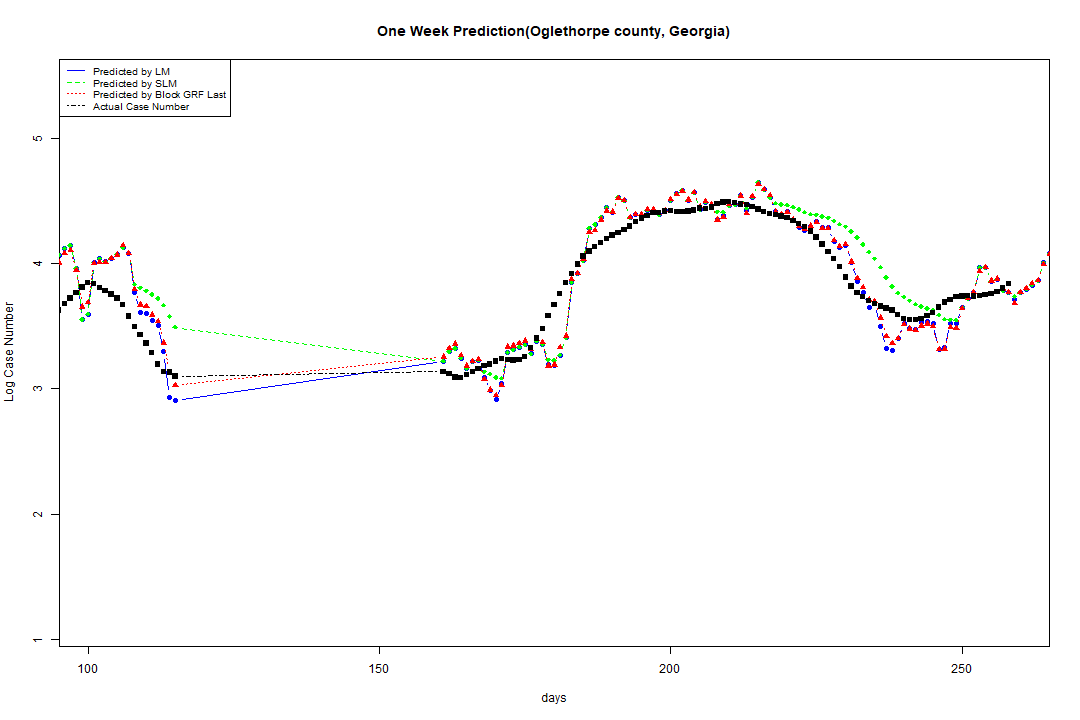 One Week Prediction(Oglethorpe county, Georgia)
Predicted by LM
Predicted by SLM
Predicted by Block GRF Last
Actual Case Number
5
4
3
2
1
Log Case Number
100 150 200 250
days